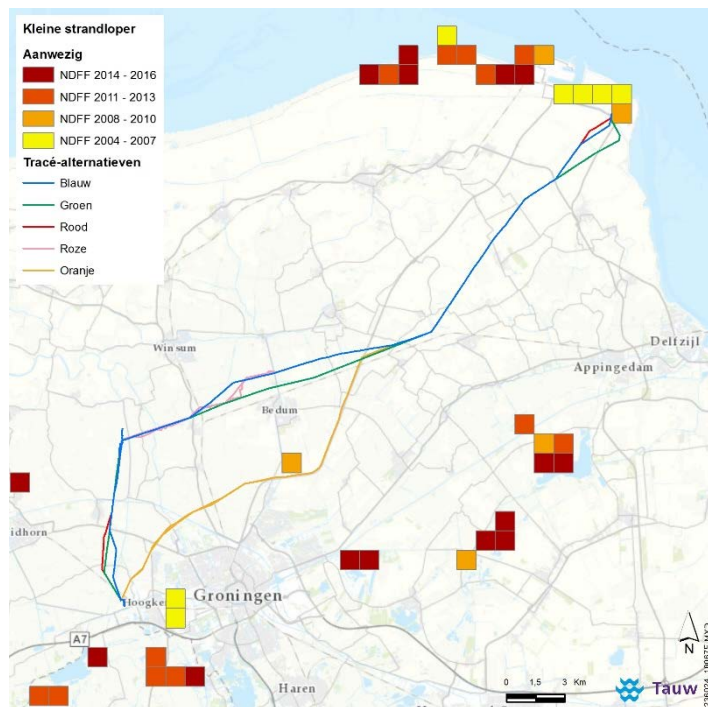 Kleine strandloper
Aanwezig
NDFF 2014 - 2016
NDFF 2011 - 2013
NDFF 2008 - 2010
NDFF 2004 - 2007
Tracé-alternatieven
Blauw
Groen
Rood
Roze
Oranje
Winsum
Delfzijl
Appingedam
Bedum
idhorn
Groningen
Hoogke
A7
Haren
N
0 1,5 3 Km
Tauw